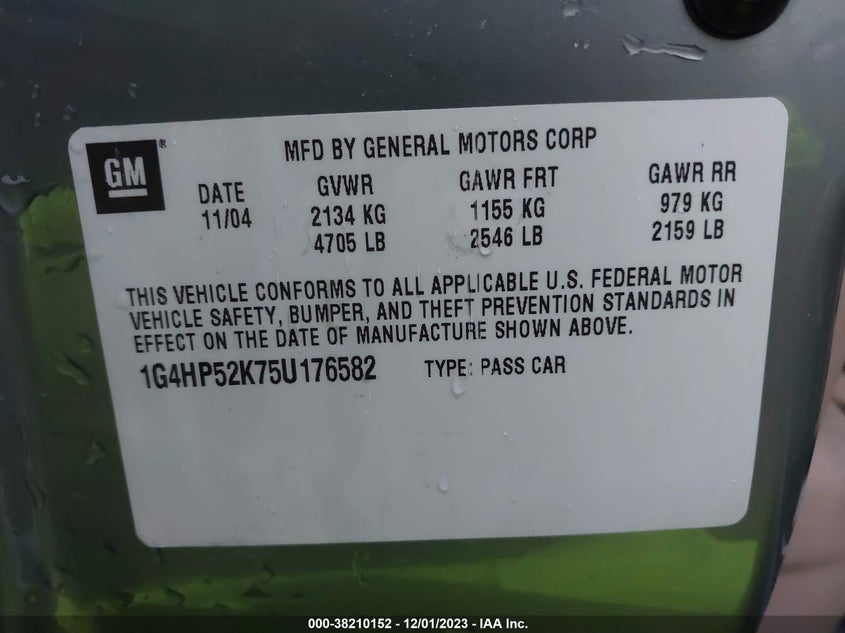 GM
MFD BY GENERAL MOTORS CORP
DATE GVWR GAWR FRT GAWR RR
11/04 2134 KG 1155 KG 979 KG
4705 LB 2546 LB 2159 LB
THIS VEHICLE CONFORMS TO ALL APPLICABLE U.S. FEDERAL MOTOR
VEHICLE SAFETY, BUMPER, AND THEFT PREVENTION STANDARDS IN
EFFECT ON THE DATE OF MANUFACTURE SHOWN ABOVE.
1G4HP52K75U176582 TYPE: PASS CAR
000-38210152 - 12/01/2023 - IAA Inc.